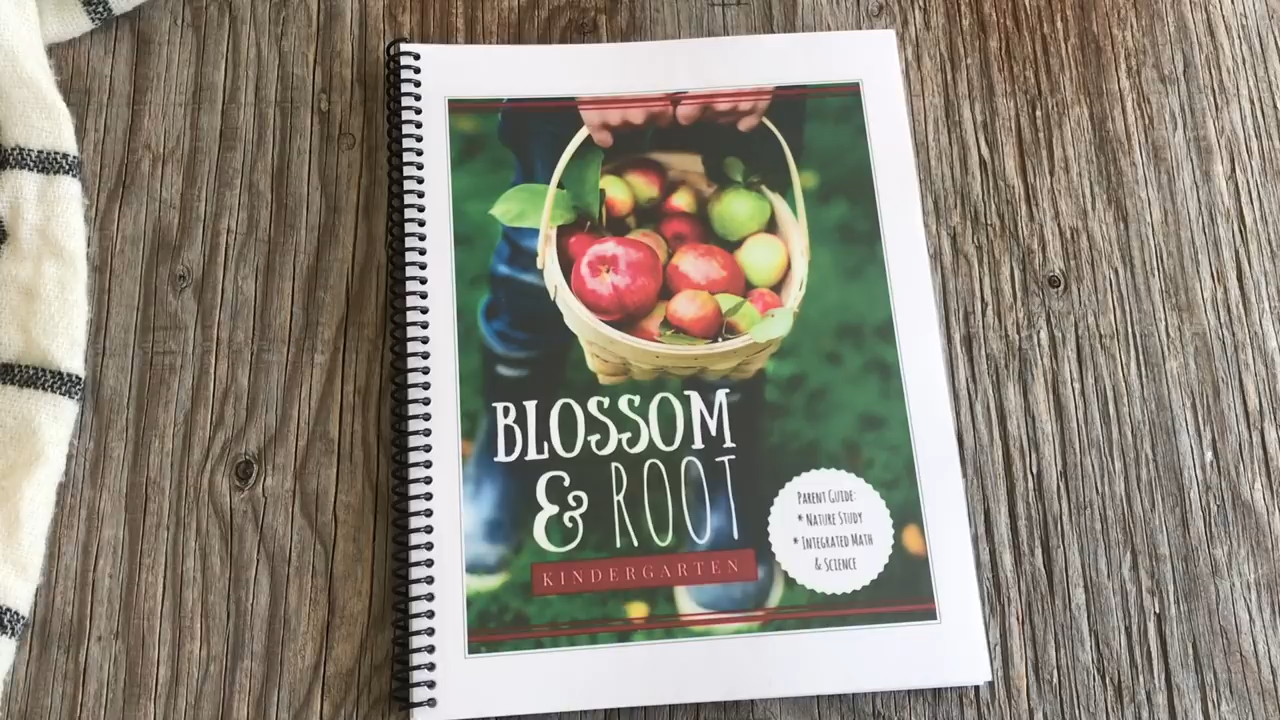 BLOSSOM
& ROOT
KINDERGARTEN
PARENT GUIDE:
* NATURE STUDY
* INTEGRATED MATH
& SCIENCE